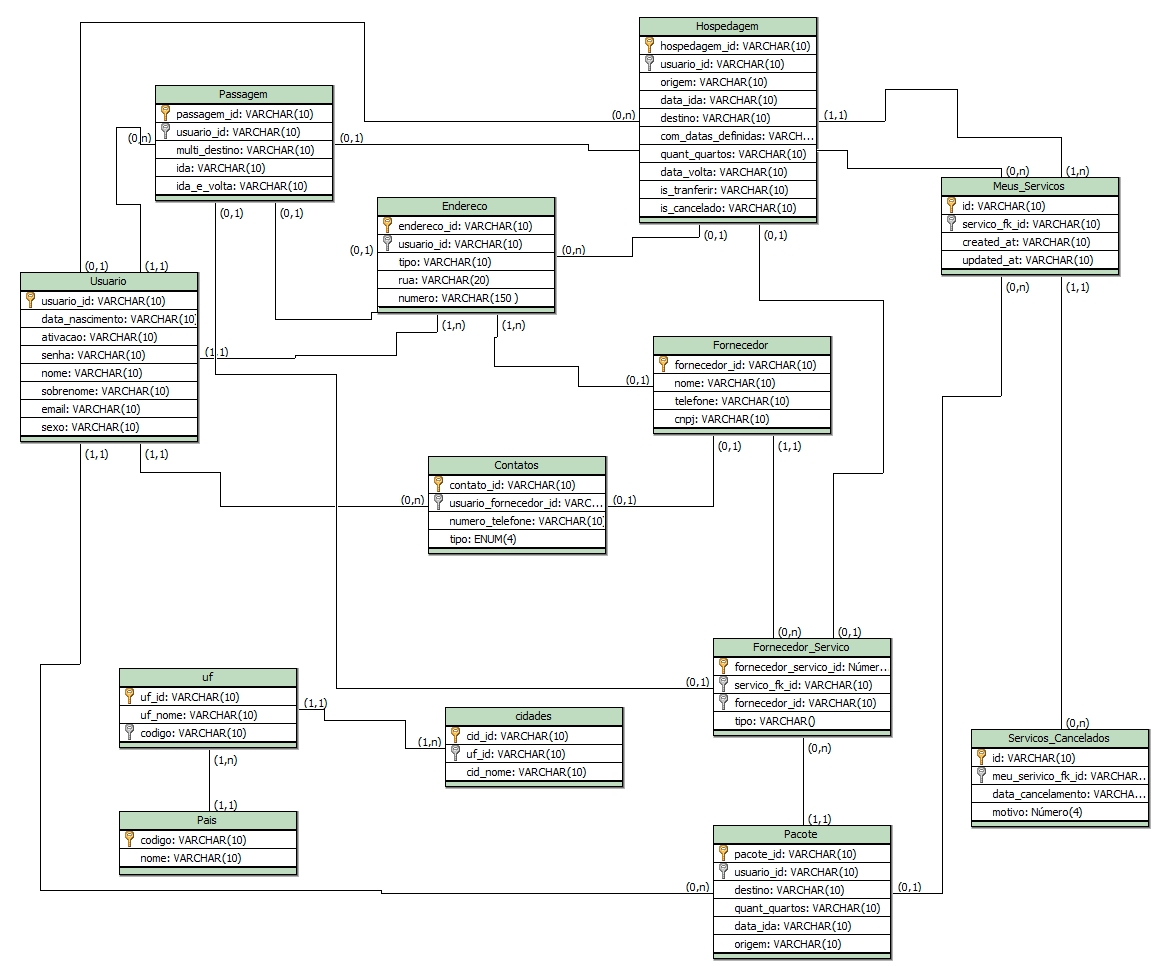 Hospedagem
hospedagem_id: VARCHAR(10)
usuario_id: VARCHAR(10)
origem: VARCHAR(10)
data_ida: VARCHAR(10)
destino: VARCHAR(10)
com_datas_definidas: VARCH...
quant_quartos: VARCHAR(10)
data_volta: VARCHAR(10)
is_tranferir: VARCHAR(10)
is_cancelado: VARCHAR(10)
(0,n)
(1,1)
(0,1)
(0,1)
Passagem
passagem_id: VARCHAR(10)
usuario_id: VARCHAR(10)
multi_destino: VARCHAR(10)
ida: VARCHAR(10)
ida_e_volta: VARCHAR(10)
(0,n)
(0,1)
(0,1)
(0,1)
(0,n)
(1,n)
Meus_Servicos
id: VARCHAR(10)
servico_fk_id: VARCHAR(10)
created_at: VARCHAR(10)
updated_at: VARCHAR(10)
(0,n)
(1,1)
Endereco
endereco_id: VARCHAR(10)
usuario_id: VARCHAR(10)
tipo: VARCHAR(10)
rua: VARCHAR(20)
numero: VARCHAR(150 )
(0,1)
(0,n)
(1,n)
(1,n)
(0,1)
(1,1)
Usuario
usuario_id: VARCHAR(10)
data_nascimento: VARCHAR(10)
ativacao: VARCHAR(10)
senha: VARCHAR(10)
nome: VARCHAR(10)
sobrenome: VARCHAR(10)
email: VARCHAR(10)
sexo: VARCHAR(10)
(1,1)
(1,1)
(1,1)
Fornecedor
fornecedor_id: VARCHAR(10)
nome: VARCHAR(10)
telefone: VARCHAR(10)
cnpj: VARCHAR(10)
(0,1)
(0,1)
(1,1)
Contatos
contato_id: VARCHAR(10)
usuario_fornecedor_id: VARC...
numero_telefone: VARCHAR(10)
tipo: ENUM(4)
(0,n)
(0,1)
(0,n)
(0,1)
Fornecedor_Servico
fornecedor_servico_id: Númer..
servico_fk_id: VARCHAR(10)
fornecedor_id: VARCHAR(10)
tipo: VARCHAR()
(0,1)
(0,n)
uf
uf_id: VARCHAR(10)
uf_nome: VARCHAR(10)
codigo: VARCHAR(10)
(1,1)
(1,n)
cidades
cid_id: VARCHAR(10)
uf_id: VARCHAR(10)
cid_nome: VARCHAR(10)
(1,n)
(0,n)
Servicos_Cancelados
id: VARCHAR(10)
meu_serivico_fk_id: VARCHAR..
data_cancelamento: VARCHA...
motivo: Número(4)
(1,1)
Pais
codigo: VARCHAR(10)
nome: VARCHAR(10)
(1,1)
Pacote
pacote_id: VARCHAR(10)
usuario_id: VARCHAR(10)
destino: VARCHAR(10)
quant_quartos: VARCHAR(10)
data_ida: VARCHAR(10)
origem: VARCHAR(10)
(0,n)
(0,1)